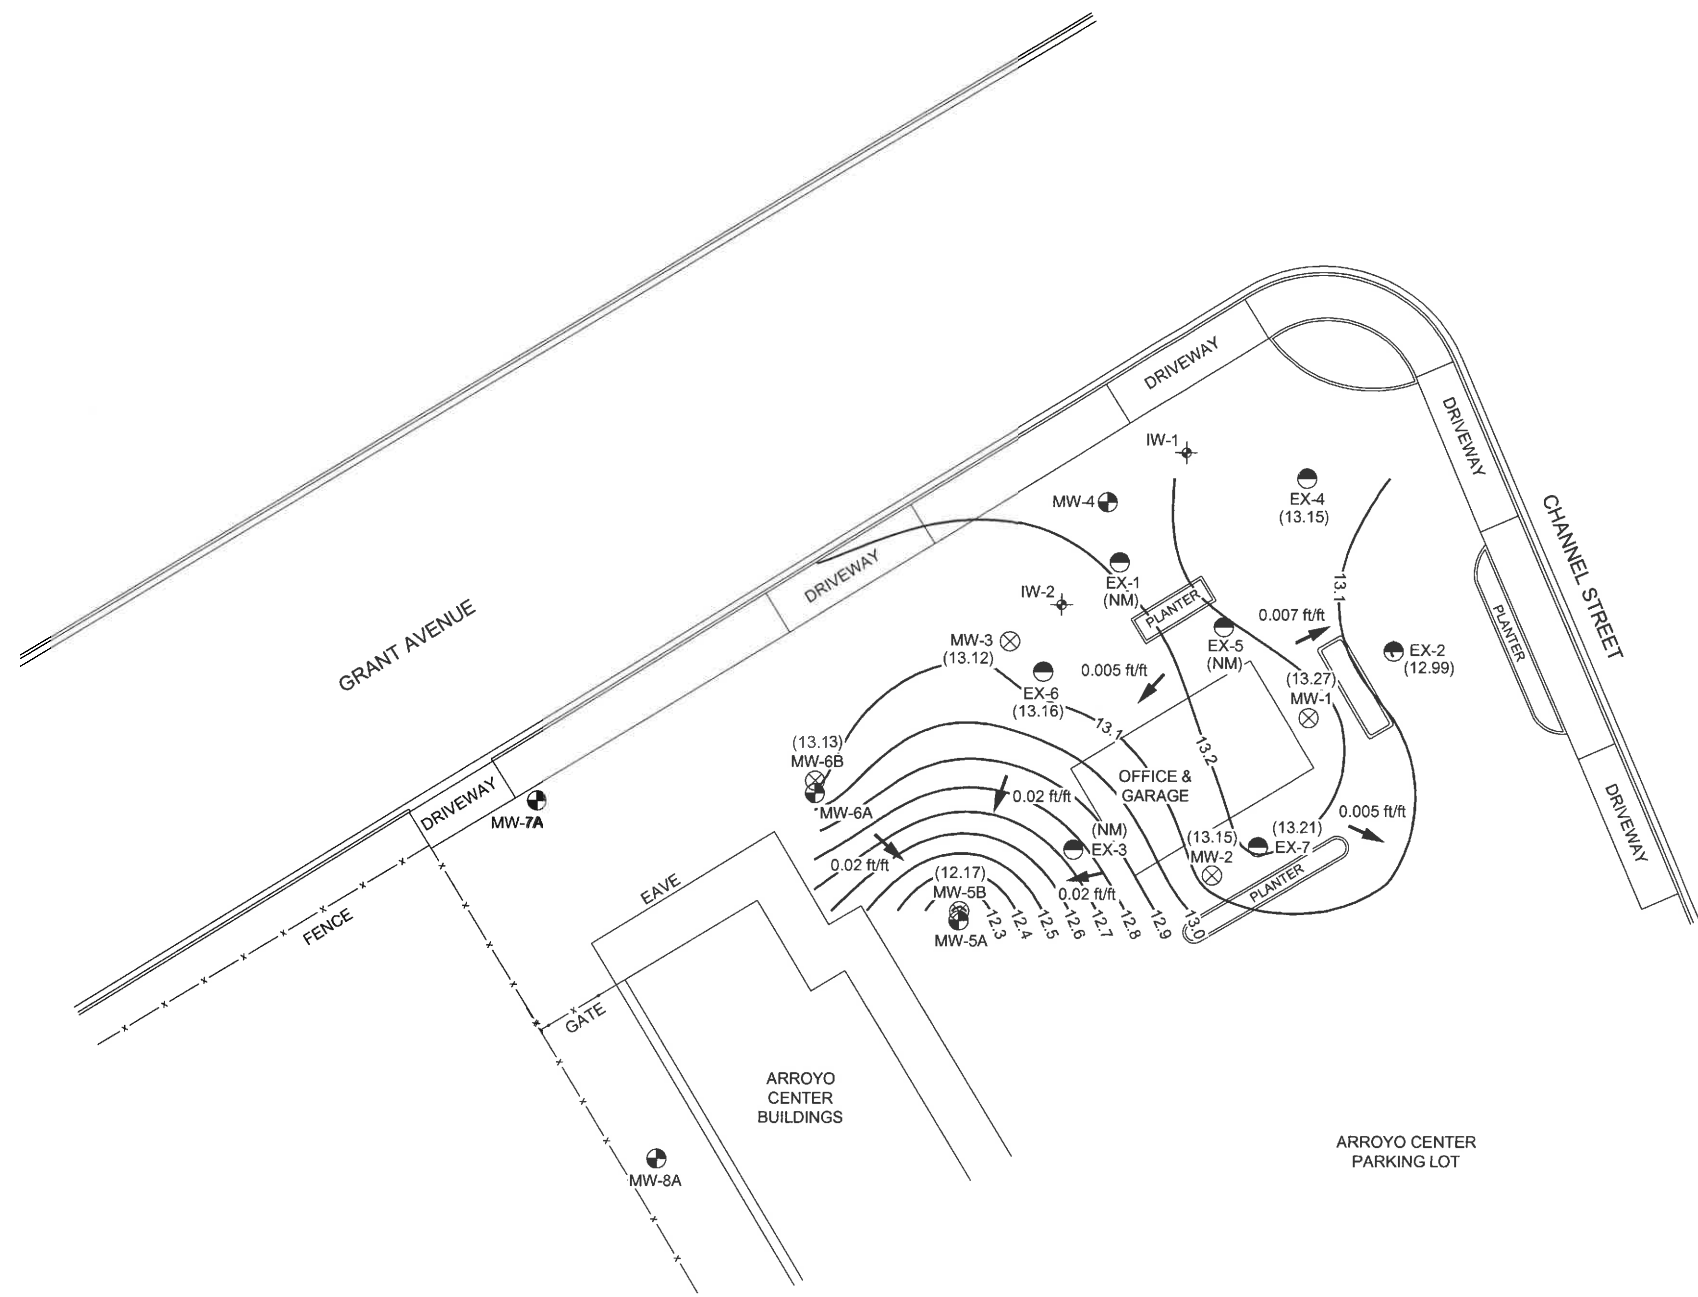 DRIVEWAY
IW-1
DRIVEWAY
EX-4
(13.15)
MW-4
CHANNEL STREET
DRIVEWAY
EX-1
(NM)
13.1
IW-2
PLANTER
0.007 ft/ft
PLANTER
GRANT AVENUE
MW-3
(13.12)
EX-5
(NM)
EX-2
(12.99)
0.005 ft/ft
EX-6
(13.16)
(13.27)
MW-1
13.1
13.2
(13.13)
MW-6B
OFFICE &
GARAGE
DRIVEWAY
MW-7A
MW-6A
0.02 ft/ft
0.005 ft/ft
DRIVEWAY
(NM)
EX-3
(13.21)
EX-7
(13.15)
MW-2
0.02 ft/ft
(12.17)
MW-5B
0.02 ft/ft
PLANTER
EAVE
FENCE
MW-5A
12.3
12.4
12.5
12.6
12.7
12.8
12.9
13.0
GATE
ARROYO
CENTER
BUILDINGS
ARROYO CENTER
PARKING LOT
MW-8A